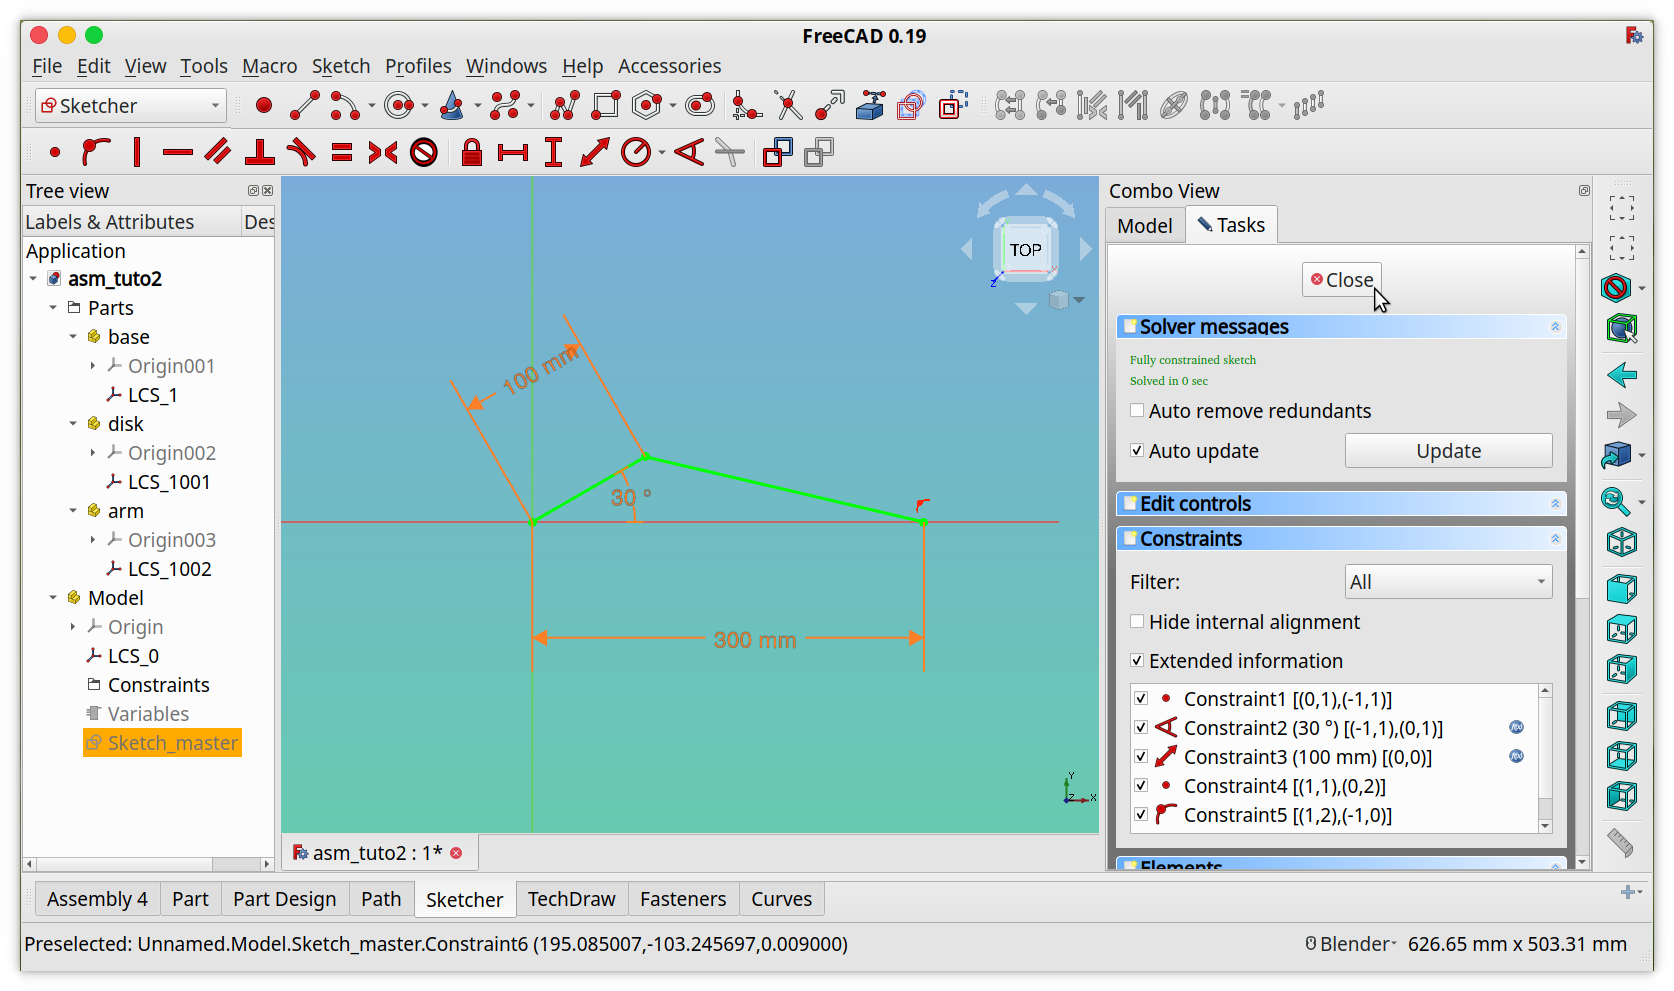 FreeCAD 0.19
File Edit View Tools Macro Sketch Profiles Windows Help Accessories
Sketcher
Tree view
Labels & Attributes Des
Application
asm_tuto2
Parts
base
Origin001
LCS_1
disk
Origin002
LCS_1001
arm
Origin003
LCS_1002
Model
Origin
LCS_0
Constraints
Variables
Sketch_master
TOP
Z
100 mm
30 °
300 mm
Y
Z X
asm_tuto2 : 1*
Combo View
Model Tasks
Close
Solver messages
Fully constrained sketch
Solved in 0 sec
Auto remove redundants
Auto update Update
Edit controls
Constraints
Filter: All
Hide internal alignment
Extended information
Constraint1 [(0,1),(-1,1)]
Constraint2 (30 °) [(-1,1),(0,1)]
Constraint3 (100 mm) [(0,0)]
Constraint4 [(1,1),(0,2)]
Constraint5 [(1,2),(-1,0)]
Elements
Assembly 4 Part Part Design Path Sketcher TechDraw Fasteners Curves
Preselected: Unnamed.Model.Sketch_master.Constraint6 (195.085007,-103.245697,0.009000)
Blender 626.65 mm x 503.31 mm